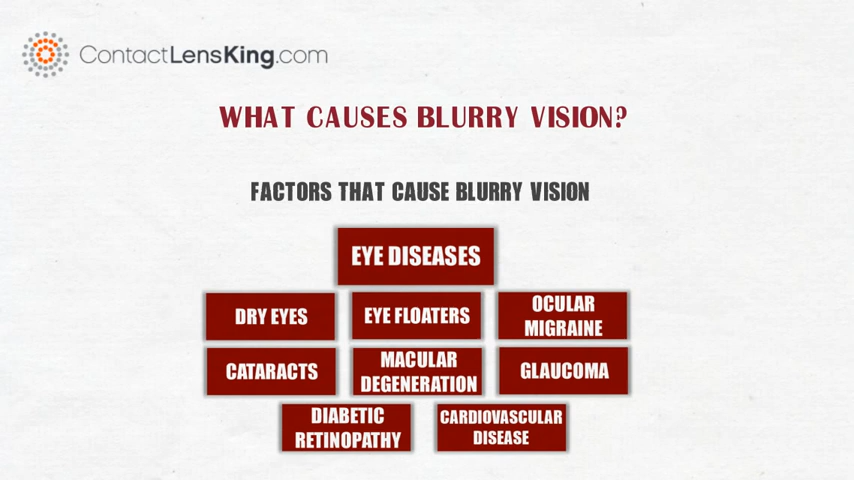 ContactLensKing.com
WHAT CAUSES BLURRY VISION?
FACTORS THAT CAUSE BLURRY VISION
EYE DISEASES
DRY EYES
EYE FLOATERS
OCULAR
MIGRAINE
CATARACTS
MACULAR
DEGENERATION
GLAUCOMA
DIABETIC
RETINOPATHY
CARDIOVASCULAR
DISEASE